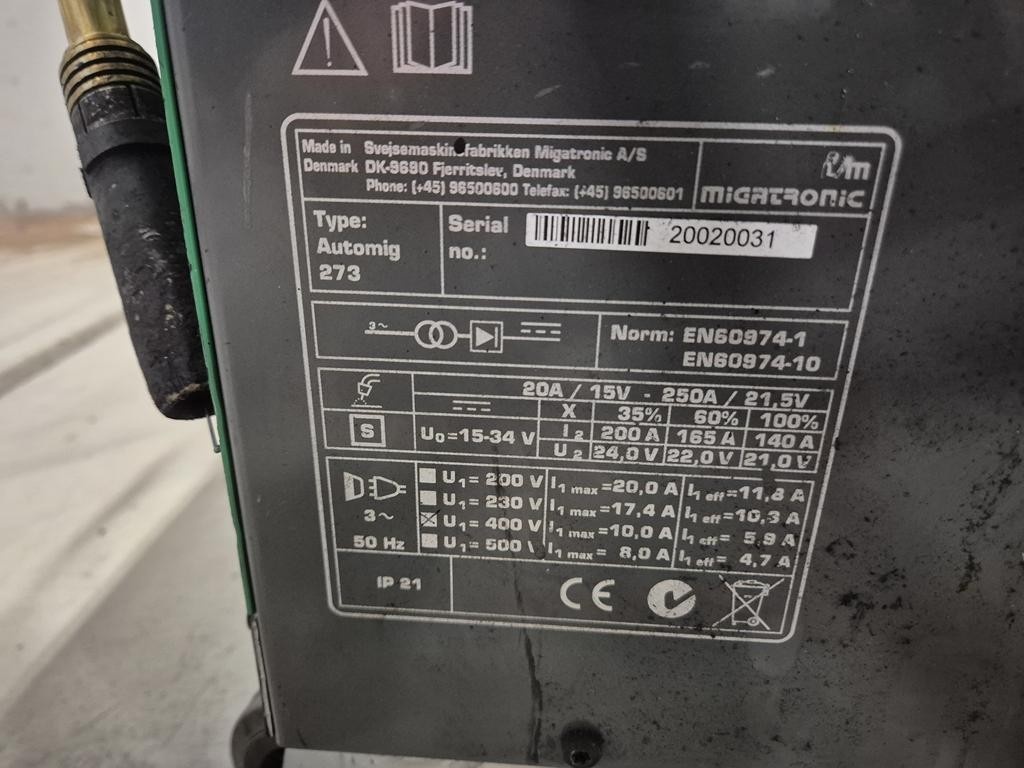 Made in Svejsemaskinfabrikken Migatronic A/S
Denmark DK-9690 Fjerritslev, Denmark
Phone: (+45) 96500600 Telefax: (+45) 96500601
MIGATRONIC
Type:
Automig
273
Serial
no.:
20020031
3~
Norm: EN60974-1
EN60974-10
20A / 15V - 250A / 21.5V
X 35% 60% 100%
S
U0=15-34 V
I2 200 A 165 A 140 A
U2 24,0 V 22,0 V 21,0 V
3~
50 Hz
U1= 200 V I1 max=20,0 A I1 eff=11,8 A
U1= 230 V I1 max=17,4 A I1 eff=10,3 A
U1= 400 V I1 max=10,0 A I1 eff= 5,9 A
U1= 500 V I1 max= 8,0 A I1 eff= 4,7 A
IP 21
CE